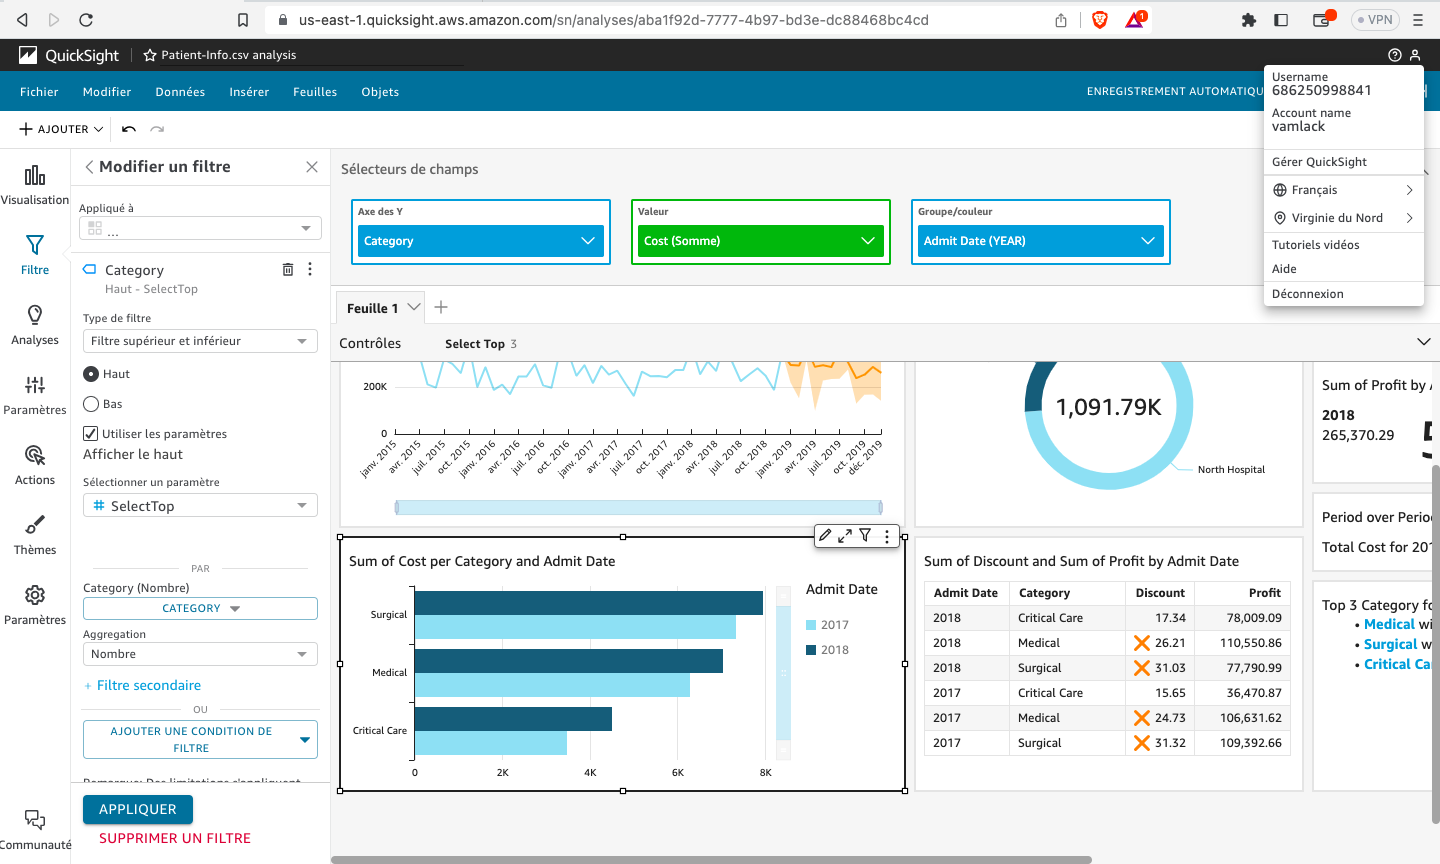 us-east-1.quicksight.aws.amazon.com/sn/analyses/aba1f92d-7777-4b97-bd3e-dc88468bc4cd
1
VPN
QuickSight
Patient-Info.csv analysis
Fichier
Modifier
Données
Insérer
Feuilles
Objets
ENREGISTREMENT AUTOMATIQU
Username
686250998841
Account name
vamlack
Gérer QuickSight
Français
Virginie du Nord
Tutoriels vidéos
Aide
Déconnexion
AJOUTER
Visualisation
Filtre
Analyses
Paramètres
Actions
Thèmes
Paramètres
Communauté
Modifier un filtre
Appliqué à
...
Category
Haut - SelectTop
Type de filtre
Filtre supérieur et inférieur
Haut
Bas
Utiliser les paramètres
Afficher le haut
Sélectionner un paramètre
# SelectTop
PAR
Category (Nombre)
CATEGORY
Aggregation
Nombre
+ Filtre secondaire
OU
AJOUTER UNE CONDITION DE
FILTRE
Remarque: Des limitations s'appliquent
APPLIQUER
SUPPRIMER UN FILTRE
Sélecteurs de champs
Axe des Y
Category
Valeur
Cost (Somme)
Groupe/couleur
Admit Date (YEAR)
Feuille 1
Contrôles
Select Top 3
200K
0
janv. 2015
avr. 2015
juil. 2015
oct. 2015
janv. 2016
avr. 2016
juil. 2016
oct. 2016
janv. 2017
avr. 2017
juil. 2017
oct. 2017
janv. 2018
avr. 2018
juil. 2018
oct. 2018
janv. 2019
avr. 2019
juil. 2019
oct. 2019
déc. 2019
1,091.79K
North Hospital
Sum of Profit by A
2018
265,370.29
Period over Perio
Total Cost for 201
Top 3 Category fo
• Medical wi
• Surgical w
• Critical Ca
Sum of Cost per Category and Admit Date
Surgical
Medical
Critical Care
0
2K
4K
6K
8K
Admit Date
2017
2018
Sum of Discount and Sum of Profit by Admit Date
Admit Date Category Discount Profit
2018 Critical Care 17.34 78,009.09
2018 Medical 26.21 110,550.86
2018 Surgical 31.03 77,790.99
2017 Critical Care 15.65 36,470.87
2017 Medical 24.73 106,631.62
2017 Surgical 31.32 109,392.66